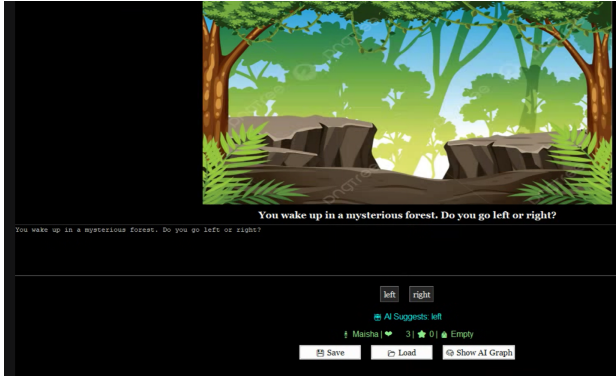 pngtree
You wake up in a mysterious forest. Do you go left or right?
You wake up in a mysterious forest. Do you go left or right?
left right
AI Suggests: left
Maisha | ❤ 3 | ★ 0 | Empty
Save Load Show AI Graph